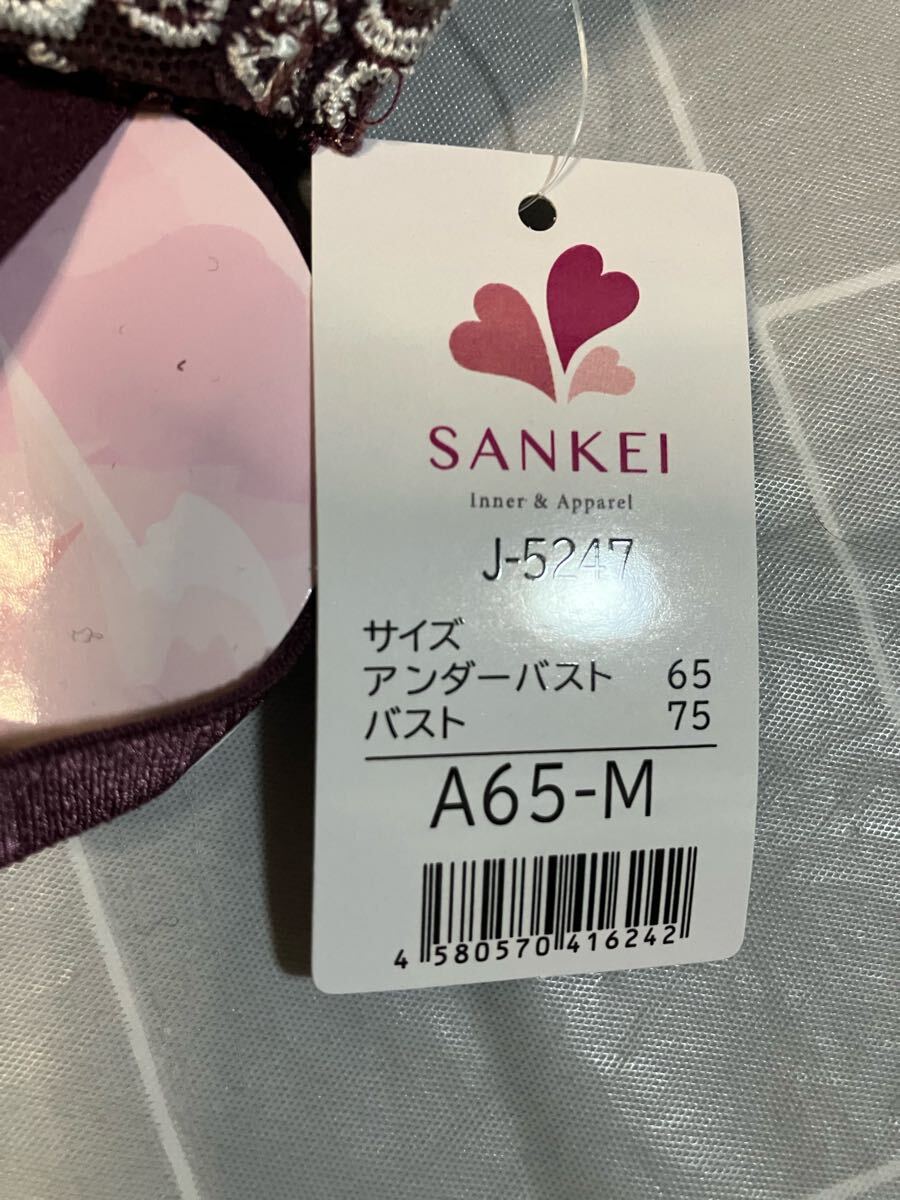 SANKEI
Inner & Apparel
J-5247
サイズ
アンダーバスト 65
バスト 75
A65-M
4 580570 416242